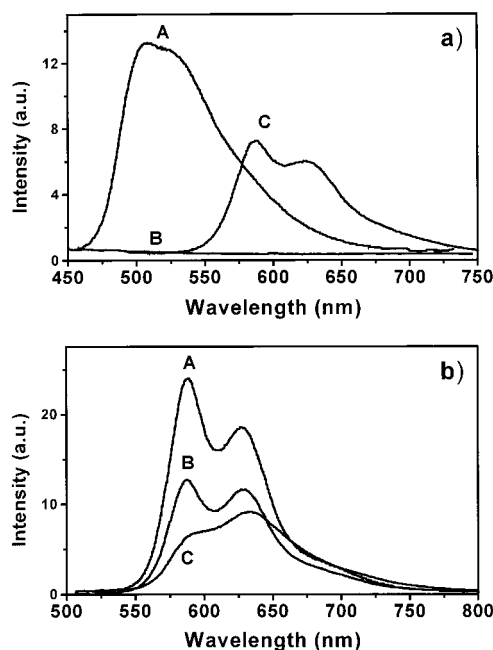 a)
A
C
B
Intensity (a.u.)
12
8
4
0
450 500 550 600 650 700 750
Wavelength (nm)
b)
A
B
C
Intensity (a.u.)
20
10
0
500 550 600 650 700 750 800
Wavelength (nm)